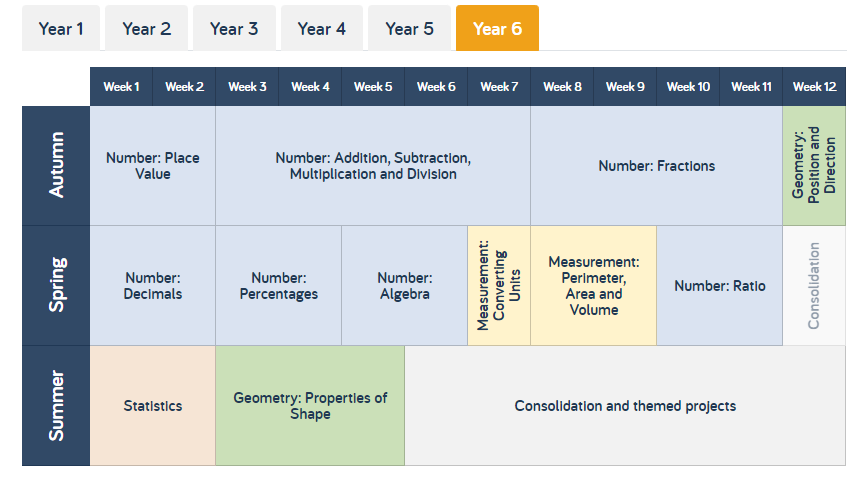 Year 1
Year 2
Year 3
Year 4
Year 5
Year 6
Week 1
Week 2
Week 3
Week 4
Week 5
Week 6
Week 7
Week 8
Week 9
Week 10
Week 11
Week 12
Autumn
Number: Place
Value
Number: Addition, Subtraction,
Multiplication and Division
Number: Fractions
Geometry:
Position and
Direction
Spring
Number:
Decimals
Number:
Percentages
Number:
Algebra
Measurement:
Converting
Units
Measurement:
Perimeter,
Area and
Volume
Number: Ratio
Consolidation
Summer
Statistics
Geometry: Properties of
Shape
Consolidation and themed projects